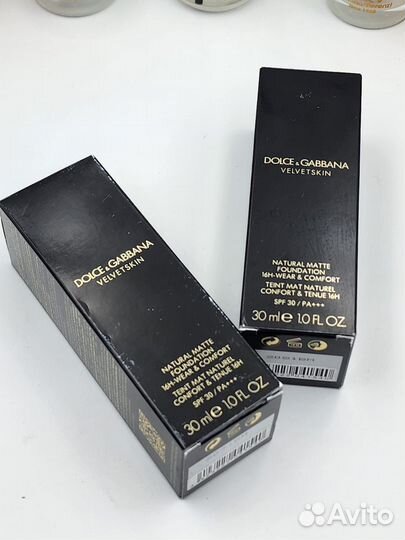 DOLCE & GABBANA
VELVETSKIN
NATURAL MATTE
FOUNDATION
16H-WEAR & COMFORT
TEINT MAT NATUREL
CONFORT & TENUE 16H
SPF 30 / PA+++
30 ml e 1.0 FL. OZ.
DOLCE & GABBANA
VELVETSKIN
NATURAL MATTE
FOUNDATION
16H-WEAR & COMFORT
TEINT MAT NATUREL
CONFORT & TENUE 16H
SPF 30 / PA+++
30 ml e 1.0 FL. OZ.
Avito